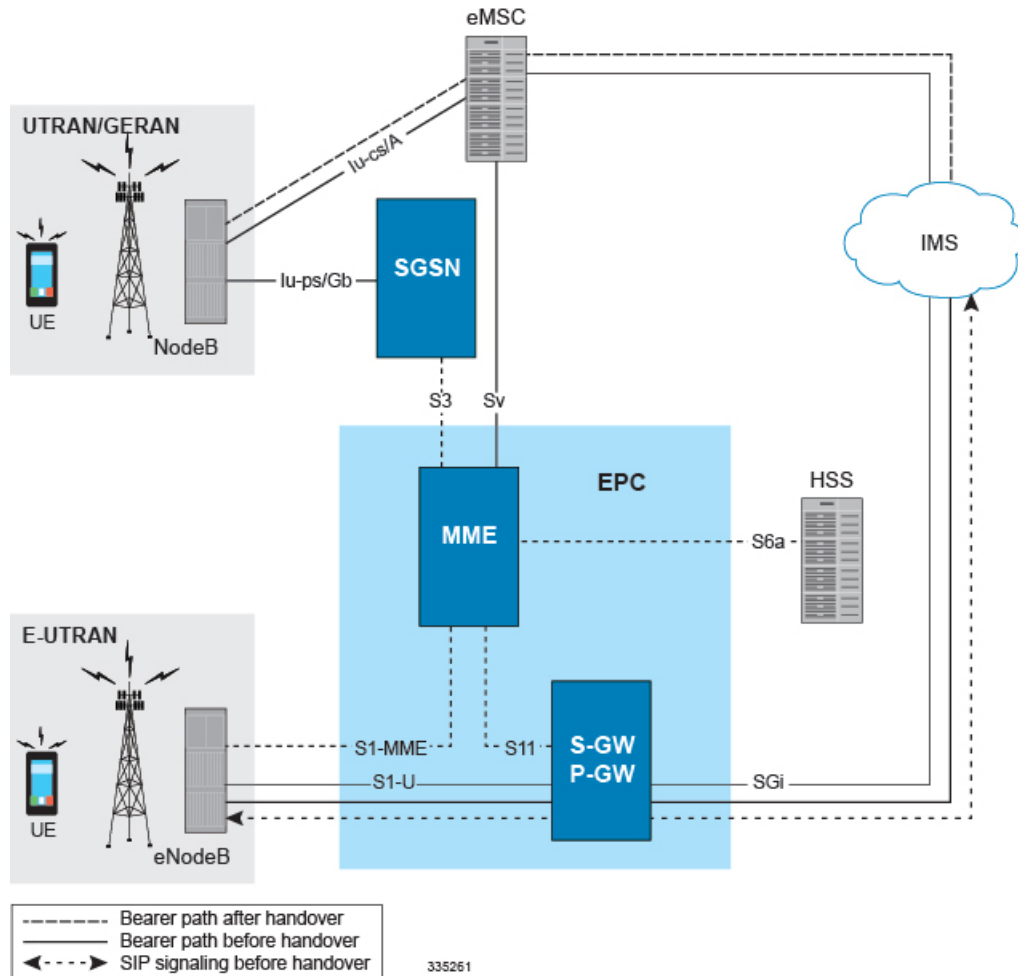 eMSC
UTRAN/GERAN
Iu-cs/A
SGSN
IMS
Iu-ps/Gb
UE
NodeB
S3
Sv
EPC
HSS
MME
S6a
E-UTRAN
S1-MME
S11
S-GW
P-GW
S1-U
SGi
UE
eNodeB
Bearer path after handover
Bearer path before handover
SIP signaling before handover
335261